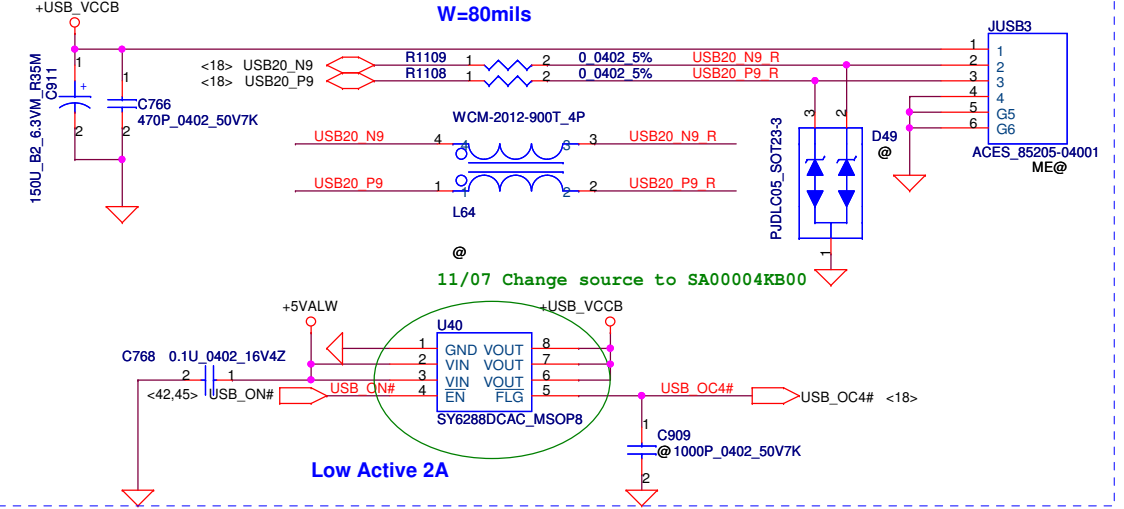 +USB_VCCB
W=80mils
JUSB3
R1109 1 2 0_0402_5% USB20_N9_R
<18> USB20_N9
R1108 1 2 0_0402_5% USB20_P9_R
<18> USB20_P9
1 1
2 2
3 3
4 4
5 G5
6 G6
ACES_85205-04001
ME@
150U_B2_6.3VM_R35M
C911
1
+
2
1
C766
470P_0402_50V7K
2
WCM-2012-900T_4P
USB20_N9 4 4 3 3 USB20_N9_R
USB20_P9 1 1 2 2 USB20_P9_R
L64
@
3
2
D49
@
PJDLC05_SOT23-3
1
11/07 Change source to SA00004KB00
+5VALW
+USB_VCCB
U40
1 GND VOUT 8
2 VIN VOUT 7
3 VIN VOUT 6
4 EN FLG 5
SY6288DCAC_MSOP8
C768 0.1U_0402_16V4Z
2 1
<42,45> USB_ON# USB_ON#
USB_OC4# USB_OC4# <18>
1
C909
@ 1000P_0402_50V7K
2
Low Active 2A